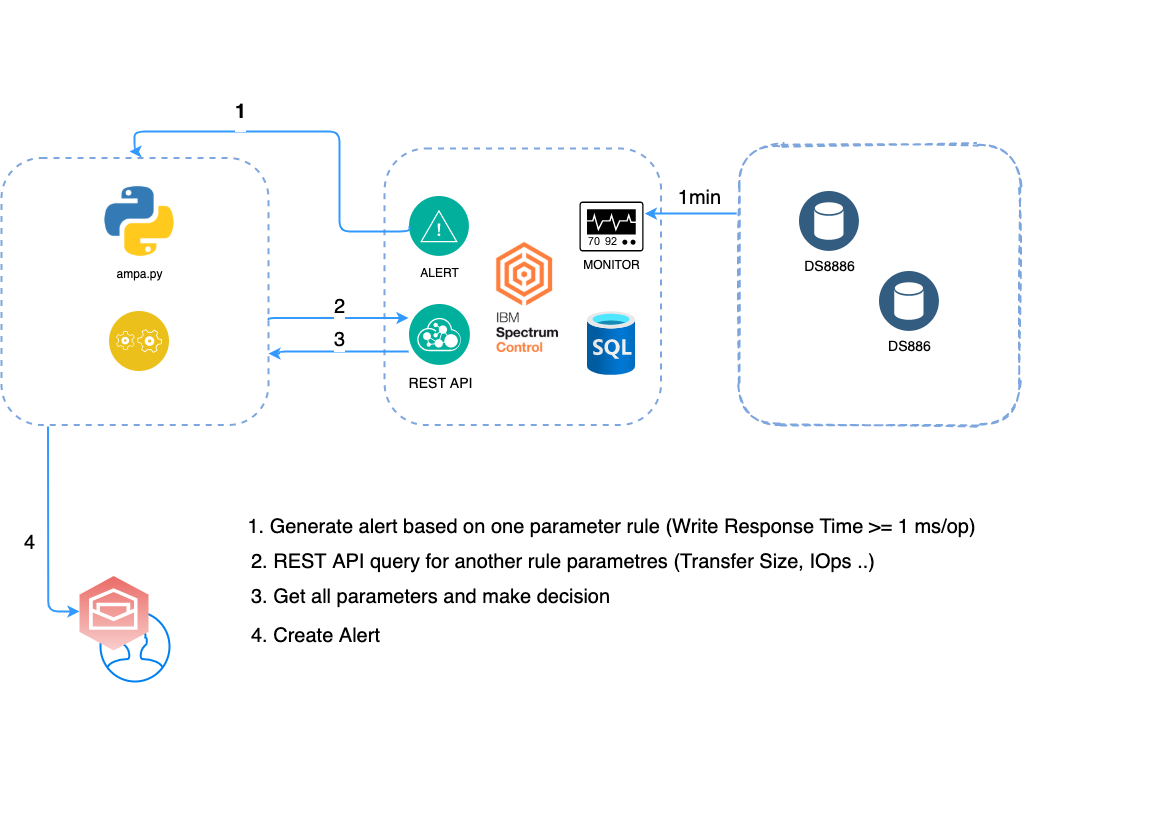 1
1min
70 92
ampa.py
ALERT
MONITOR
DS8886
2
3
IBM
Spectrum
Control
SQL
DS886
REST API
4
1. Generate alert based on one parameter rule (Write Response Time >= 1 ms/op)
2. REST API query for another rule parametres (Transfer Size, IOps ..)
3. Get all parameters and make decision
4. Create Alert